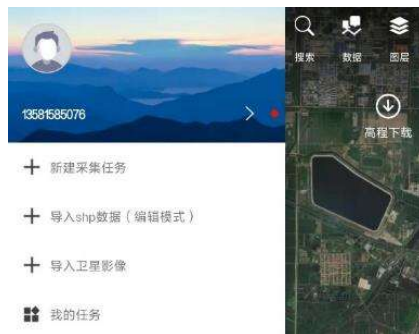 搜索 数据 图层
13581585076
高程下载
新建采集任务
导入shp数据（编辑模式）
导入卫星影像
我的任务